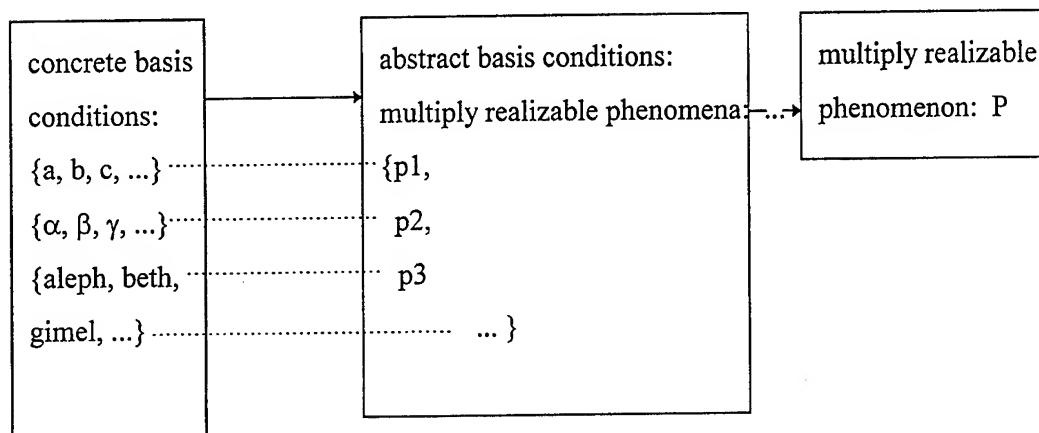 concrete basis
conditions:
{a, b, c, ...}
{α, β, γ, ...}
{aleph, beth,
gimel, ...}
abstract basis conditions:
multiply realizable phenomena:
{p1,
p2,
p3
... }
...
multiply realizable
phenomenon: P